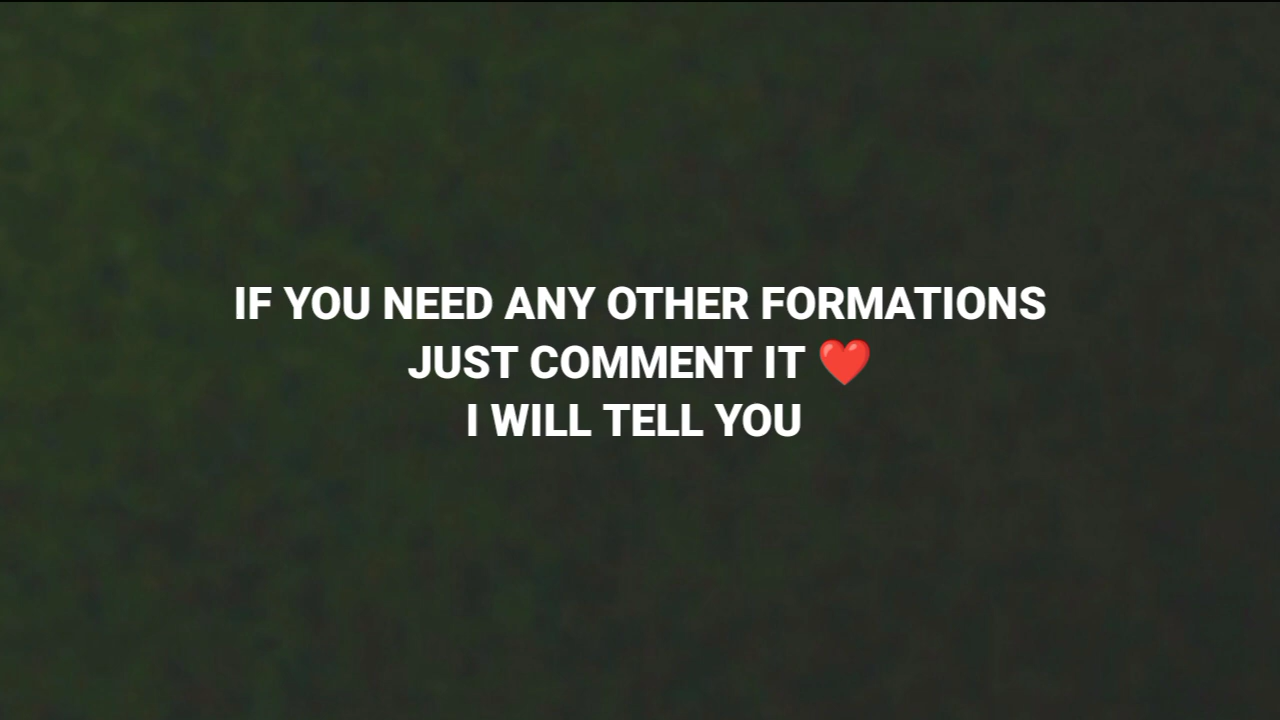 IF YOU NEED ANY OTHER FORMATIONS
JUST COMMENT IT ❤️
I WILL TELL YOU